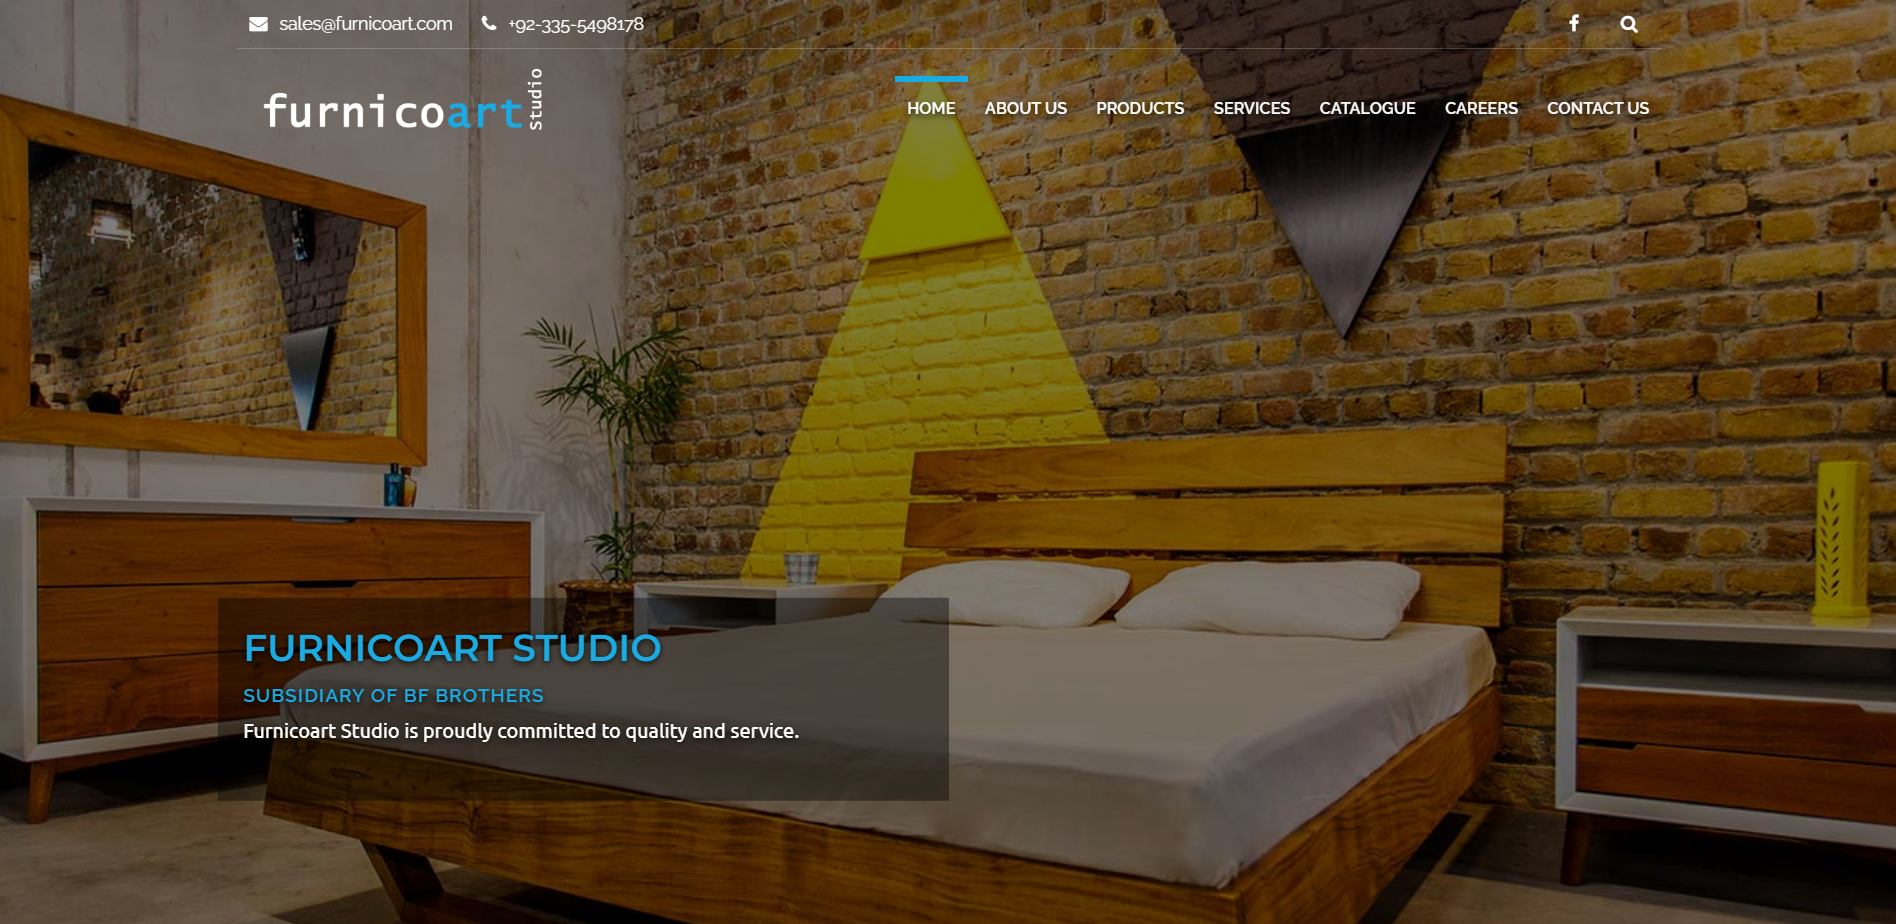 sales@furnicoart.com +92-335-5498178
furnicoart Studio
HOME ABOUT US PRODUCTS SERVICES CATALOGUE CAREERS CONTACT US
FURNICOART STUDIO
SUBSIDIARY OF BF BROTHERS
Furnicoart Studio is proudly committed to quality and service.